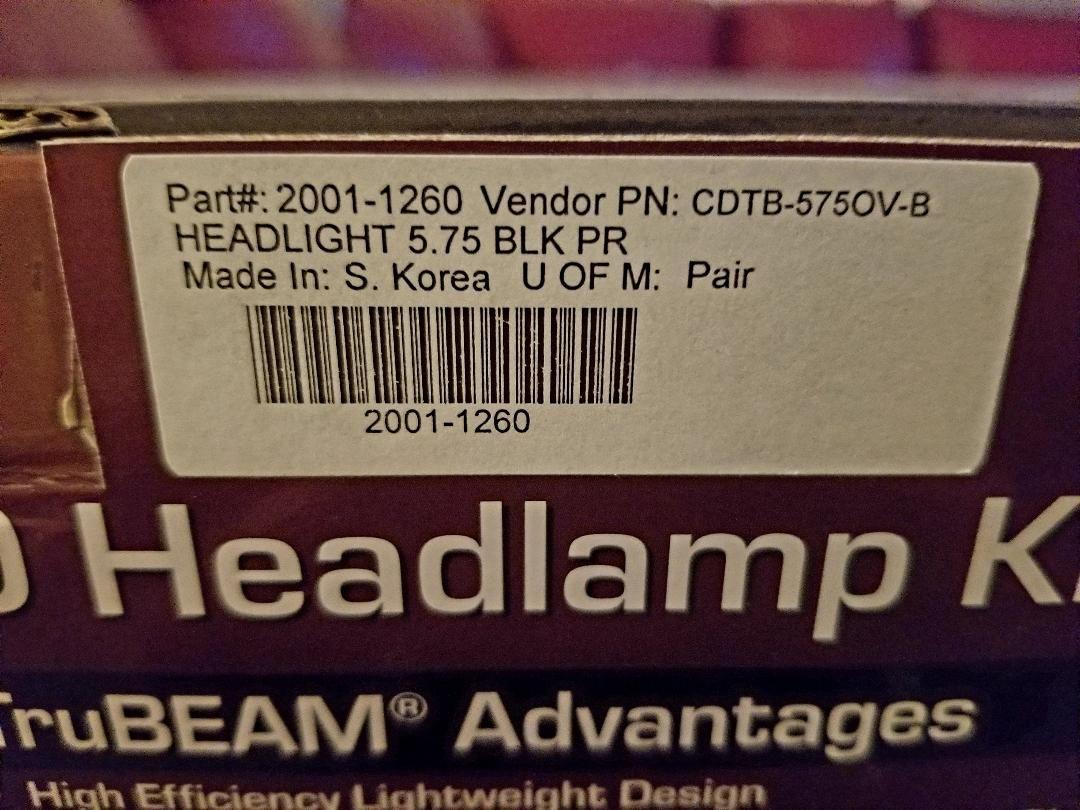 Part#: 2001-1260 Vendor PN: CDTB-575OV-B
HEADLIGHT 5.75 BLK PR
Made In: S. Korea U OF M: Pair
2001-1260
Headlamp
TruBEAM® Advantages
High Efficiency Lightweight Design